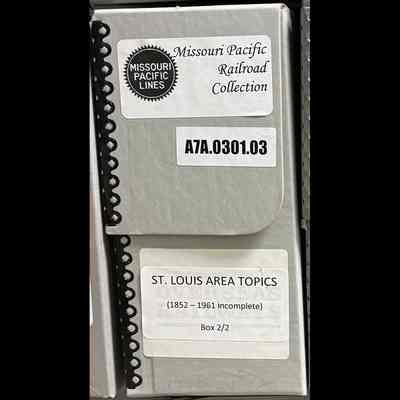 MISSOURI
PACIFIC
LINES
Missouri Pacific
Railroad
Collection
A7A.0301.03
ST. LOUIS AREA TOPICS
(1852 – 1961 incomplete)
Box 2/2